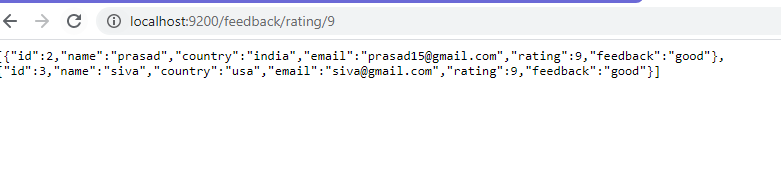 localhost:9200/feedback/rating/9
[{"id":2,"name":"prasad","country":"india","email":"prasad15@gmail.com","rating":9,"feedback":"good"},
{"id":3,"name":"siva","country":"usa","email":"siva@gmail.com","rating":9,"feedback":"good"}]